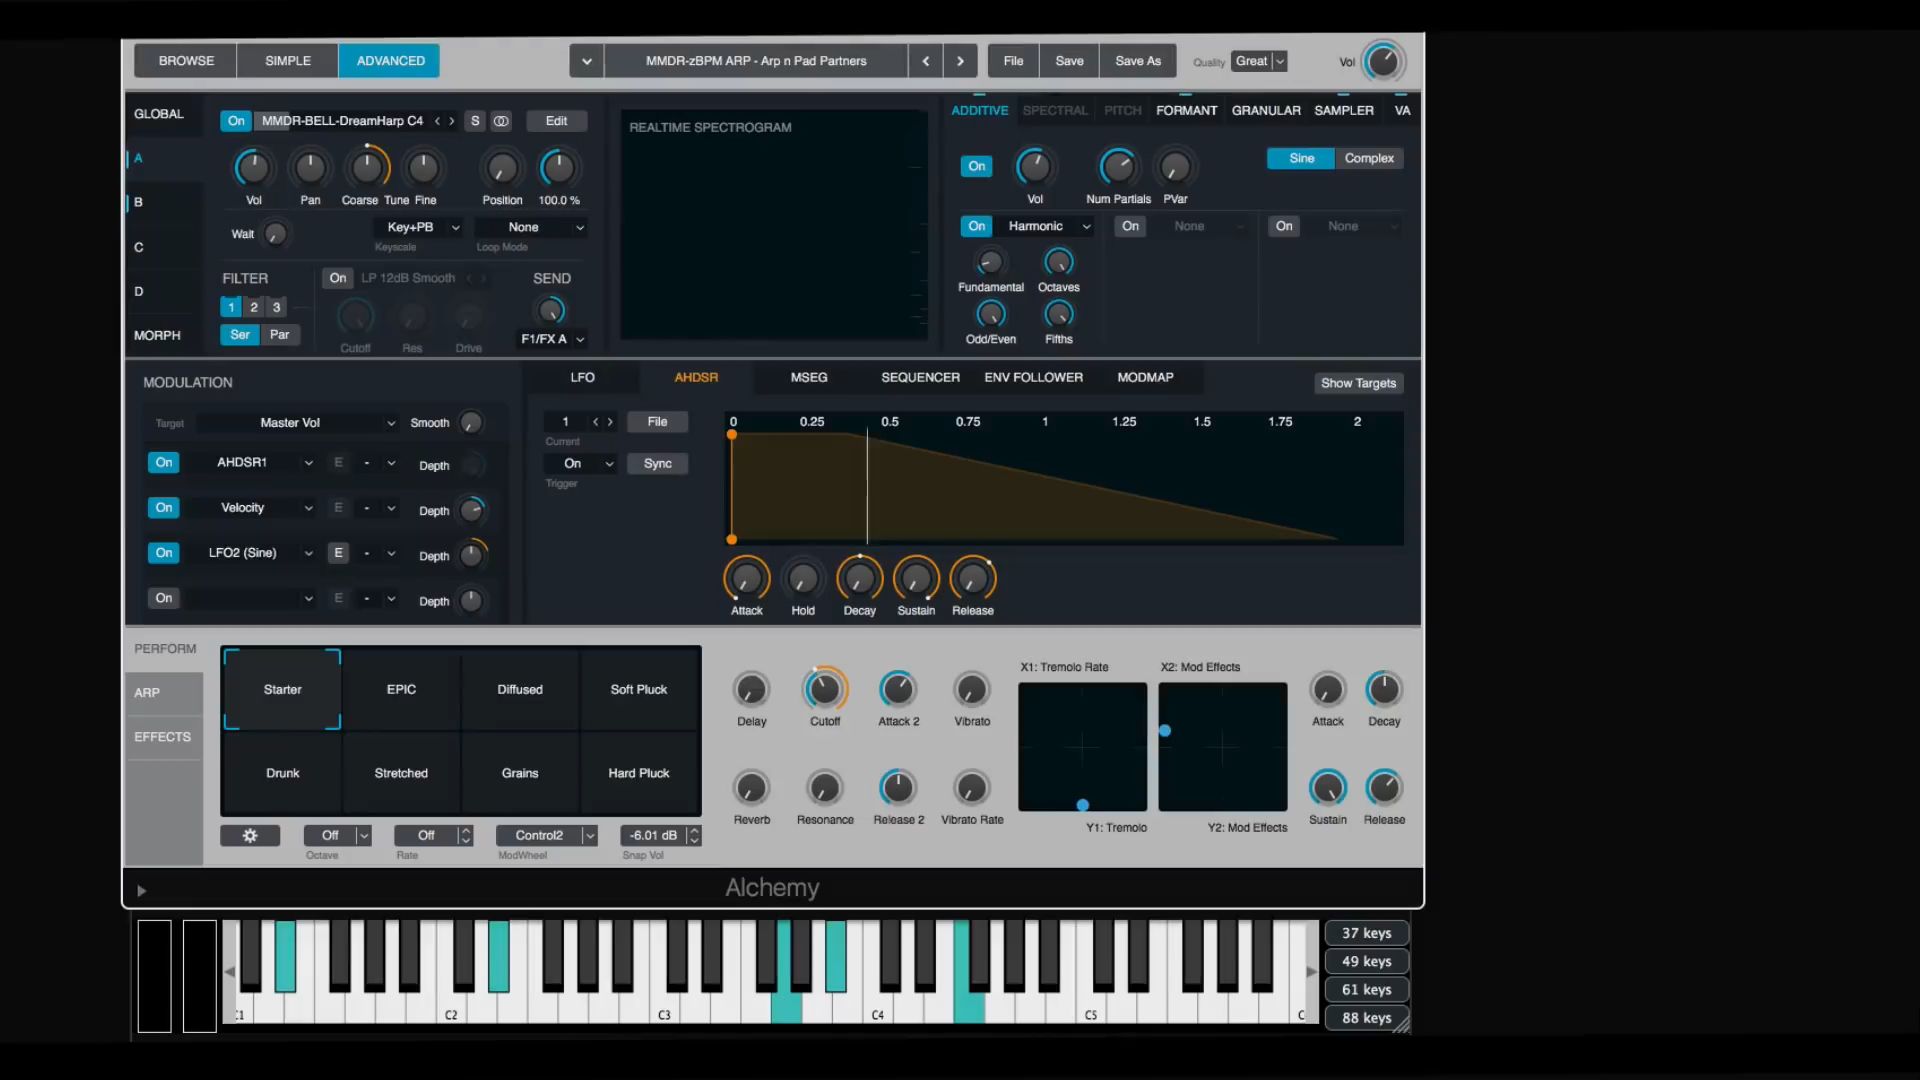 BROWSE SIMPLE ADVANCED MMDR-zBPM ARP - Arp n Pad Partners < > File Save Save As Quality Great Vol
GLOBAL
A
B
C
D
MORPH
On MMDR-BELL-DreamHarp C4 < > S Edit
Vol Pan Coarse Tune Fine Position 100.0 %
Wait Key+PB None
Keyscale Loop Mode
FILTER On LP 12dB Smooth < > SEND
1 2 3
Ser Par F1/FX A
Cutoff Res Drive
REALTIME SPECTROGRAM
ADDITIVE SPECTRAL PITCH FORMANT GRANULAR SAMPLER VA
On Sine Complex
Vol Num Partials PVar
On Harmonic On None On None
Fundamental Octaves
Odd/Even Fifths
MODULATION
Target Master Vol Smooth
On AHDSR1 E - Depth
On Velocity E - Depth
On LFO2 (Sine) E - Depth
On E - Depth
LFO AHDSR MSEG SEQUENCER ENV FOLLOWER MODMAP Show Targets
1 < > File
Current
On Sync
Trigger
0 0.25 0.5 0.75 1 1.25 1.5 1.75 2
Attack Hold Decay Sustain Release
PERFORM
ARP
EFFECTS
Starter EPIC Diffused Soft Pluck
Drunk Stretched Grains Hard Pluck
Off Off Control2 -6.01 dB
Octave Rate ModWheel Snap Vol
Delay Cutoff Attack 2 Vibrato
Reverb Resonance Release 2 Vibrato Rate
X1: Tremolo Rate X2: Mod Effects
Y1: Tremolo Y2: Mod Effects
Attack Decay
Sustain Release
Alchemy
C1 C2 C3 C4 C5 C
37 keys
49 keys
61 keys
88 keys